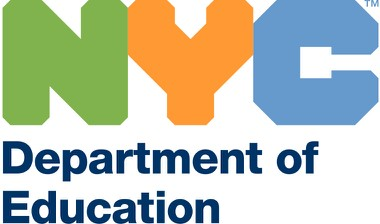 NYC™
Department of
Education